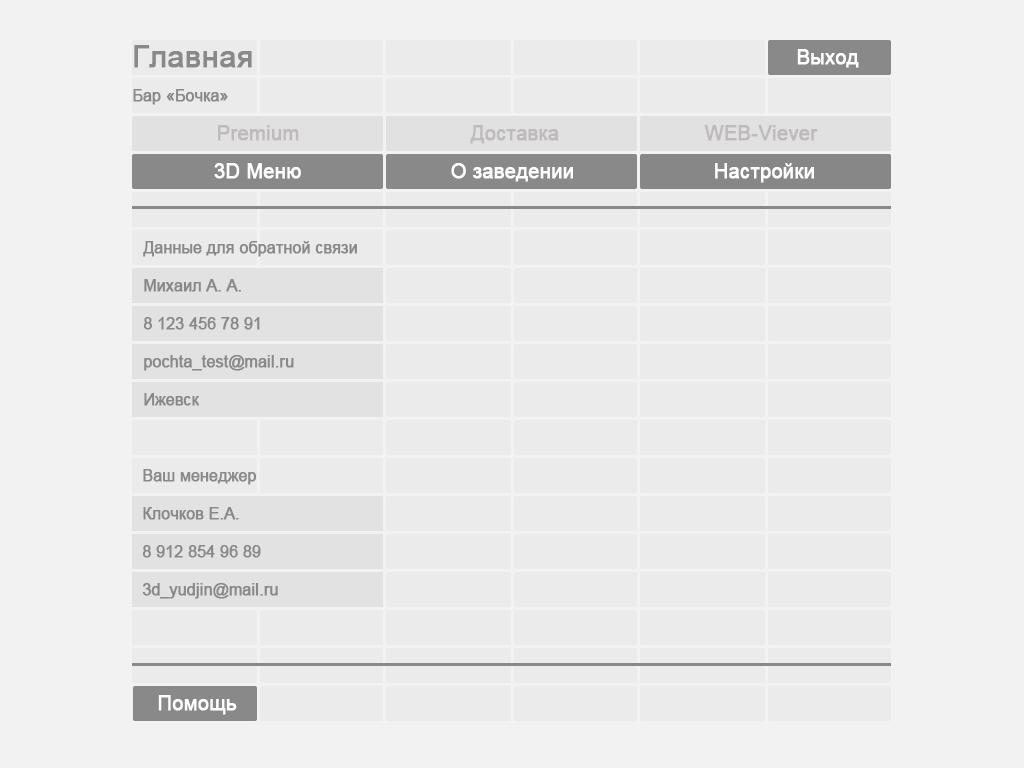 Главная
Выход
Бар «Бочка»
Premium
Доставка
WEB-Viever
3D Меню
О заведении
Настройки
Данные для обратной связи
Михаил А. А.
8 123 456 78 91
pochta_test@mail.ru
Ижевск
Ваш менеджер
Клочков Е.А.
8 912 854 96 89
3d_yudjin@mail.ru
Помощь